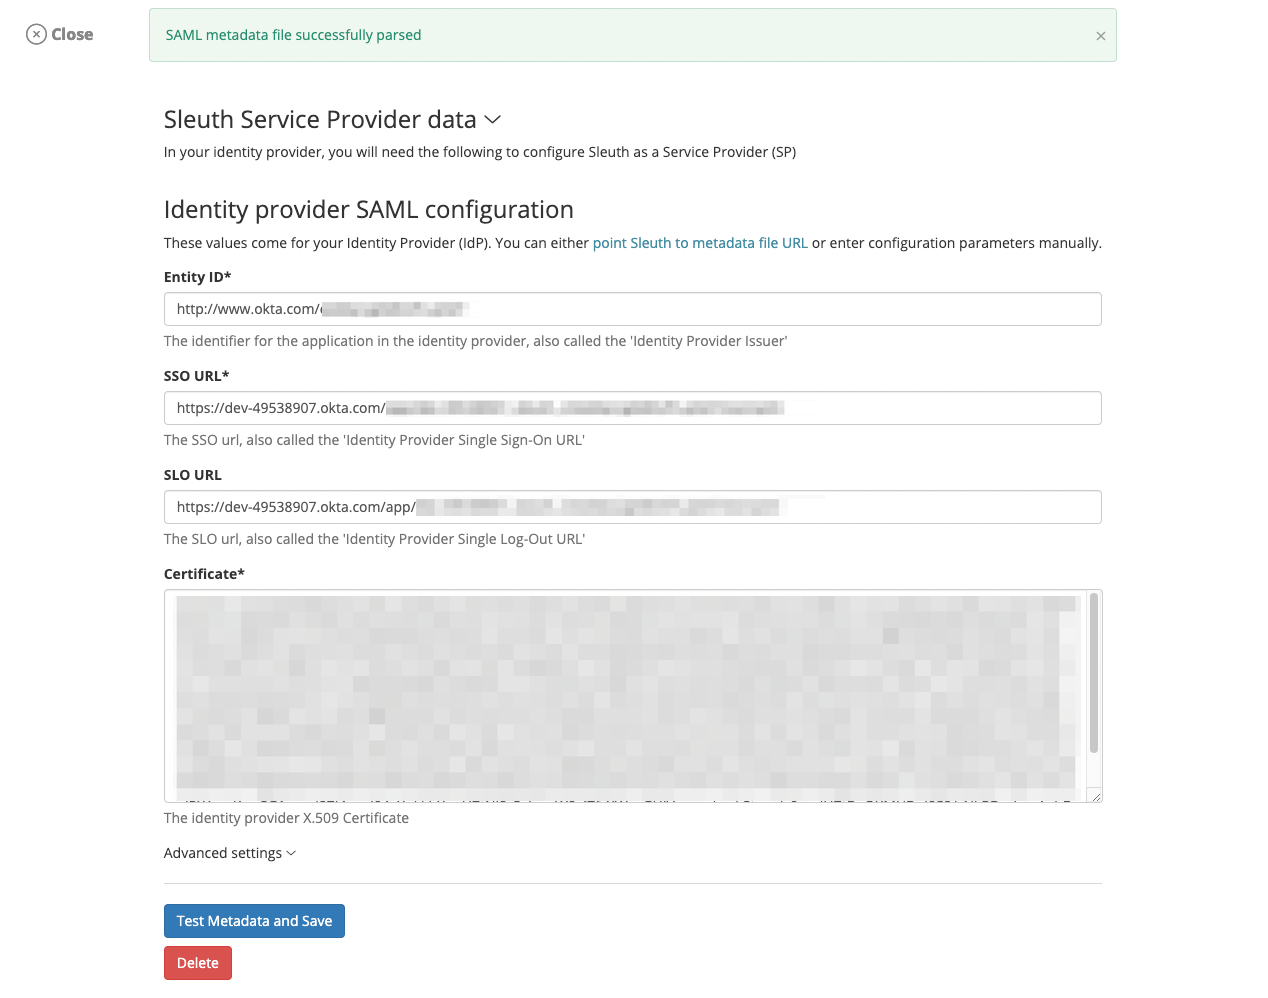 Close
SAML metadata file successfully parsed
Sleuth Service Provider data
In your identity provider, you will need the following to configure Sleuth as a Service Provider (SP)
Identity provider SAML configuration
These values come for your Identity Provider (IdP). You can either point Sleuth to metadata file URL or enter configuration parameters manually.
Entity ID*
http://www.okta.com/
The identifier for the application in the identity provider, also called the 'Identity Provider Issuer'
SSO URL*
https://dev-49538907.okta.com/
The SSO url, also called the 'Identity Provider Single Sign-On URL'
SLO URL
https://dev-49538907.okta.com/app/
The SLO url, also called the 'Identity Provider Single Log-Out URL'
Certificate*
The identity provider X.509 Certificate
Advanced settings
Test Metadata and Save
Delete